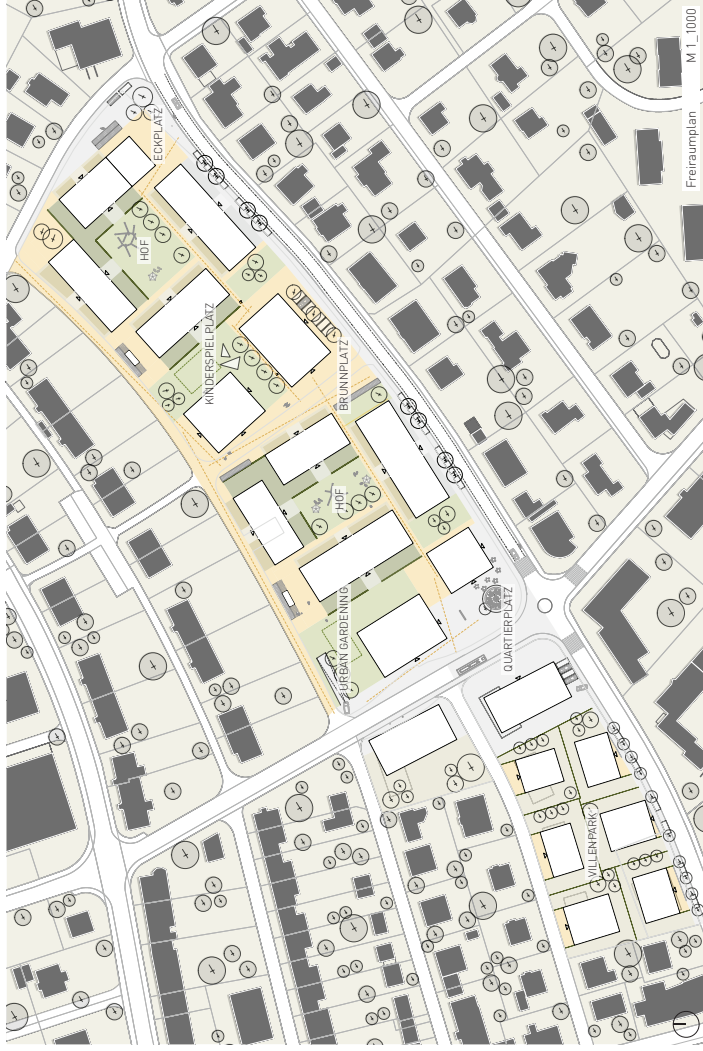 ECKPLATZ
HOF
KINDERSPIELPLATZ
BRUNNPLATZ
HOF
URBAN GARDENING
QUARTIERPLATZ
VILLENPARK
Freiraumplan M 1_1000